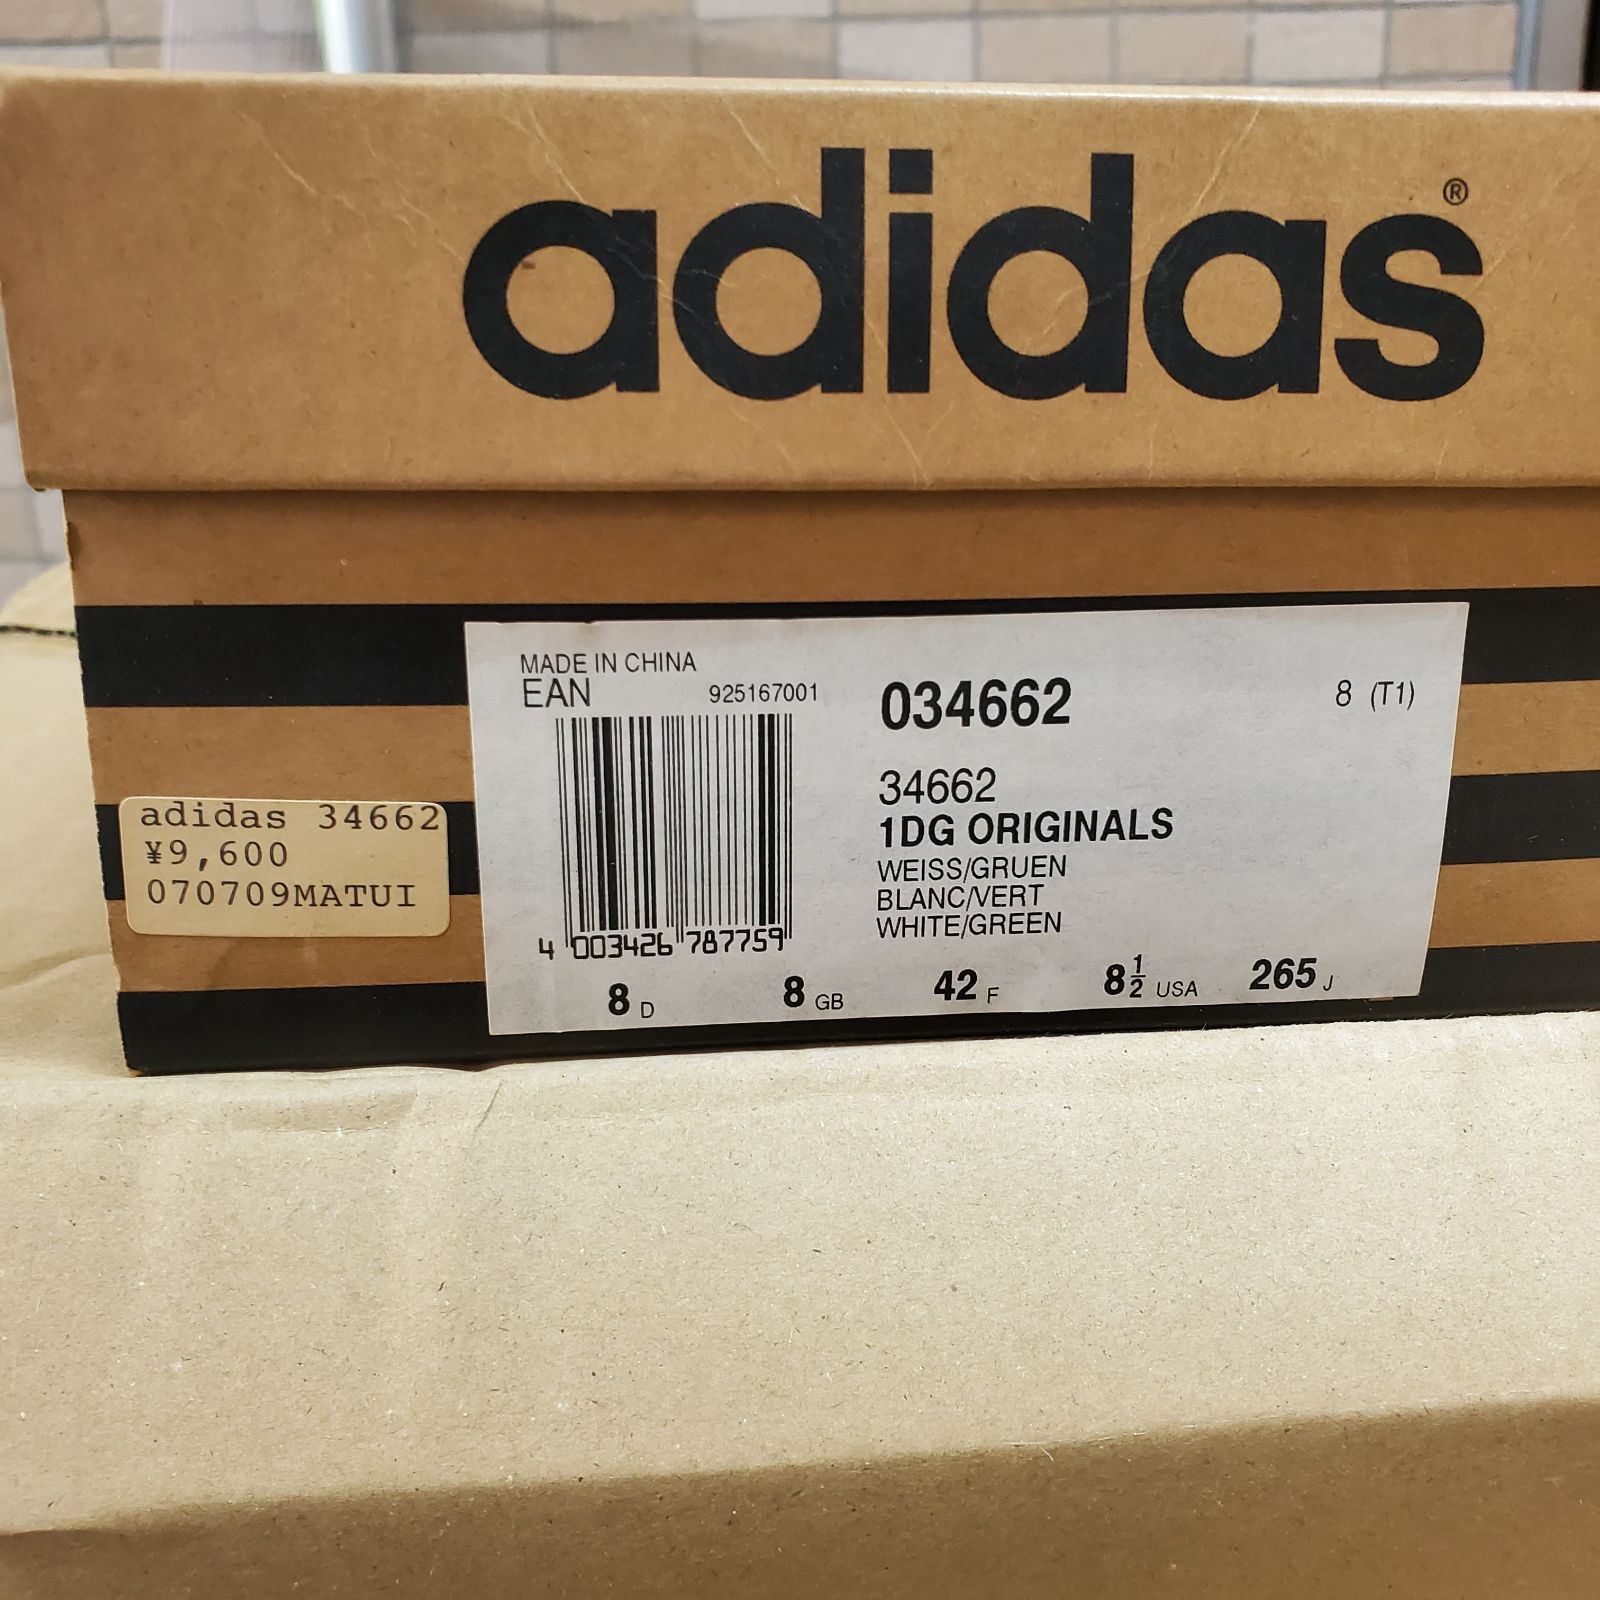 adidas®
MADE IN CHINA
EAN 925167001
4 003426 787759
034662 8 (T1)
34662
1DG ORIGINALS
WEISS/GRUEN
BLANC/VERT
WHITE/GREEN
8 D 8 GB 42 F 8½ USA 265 J
adidas 34662
¥9,600
070709MATUI